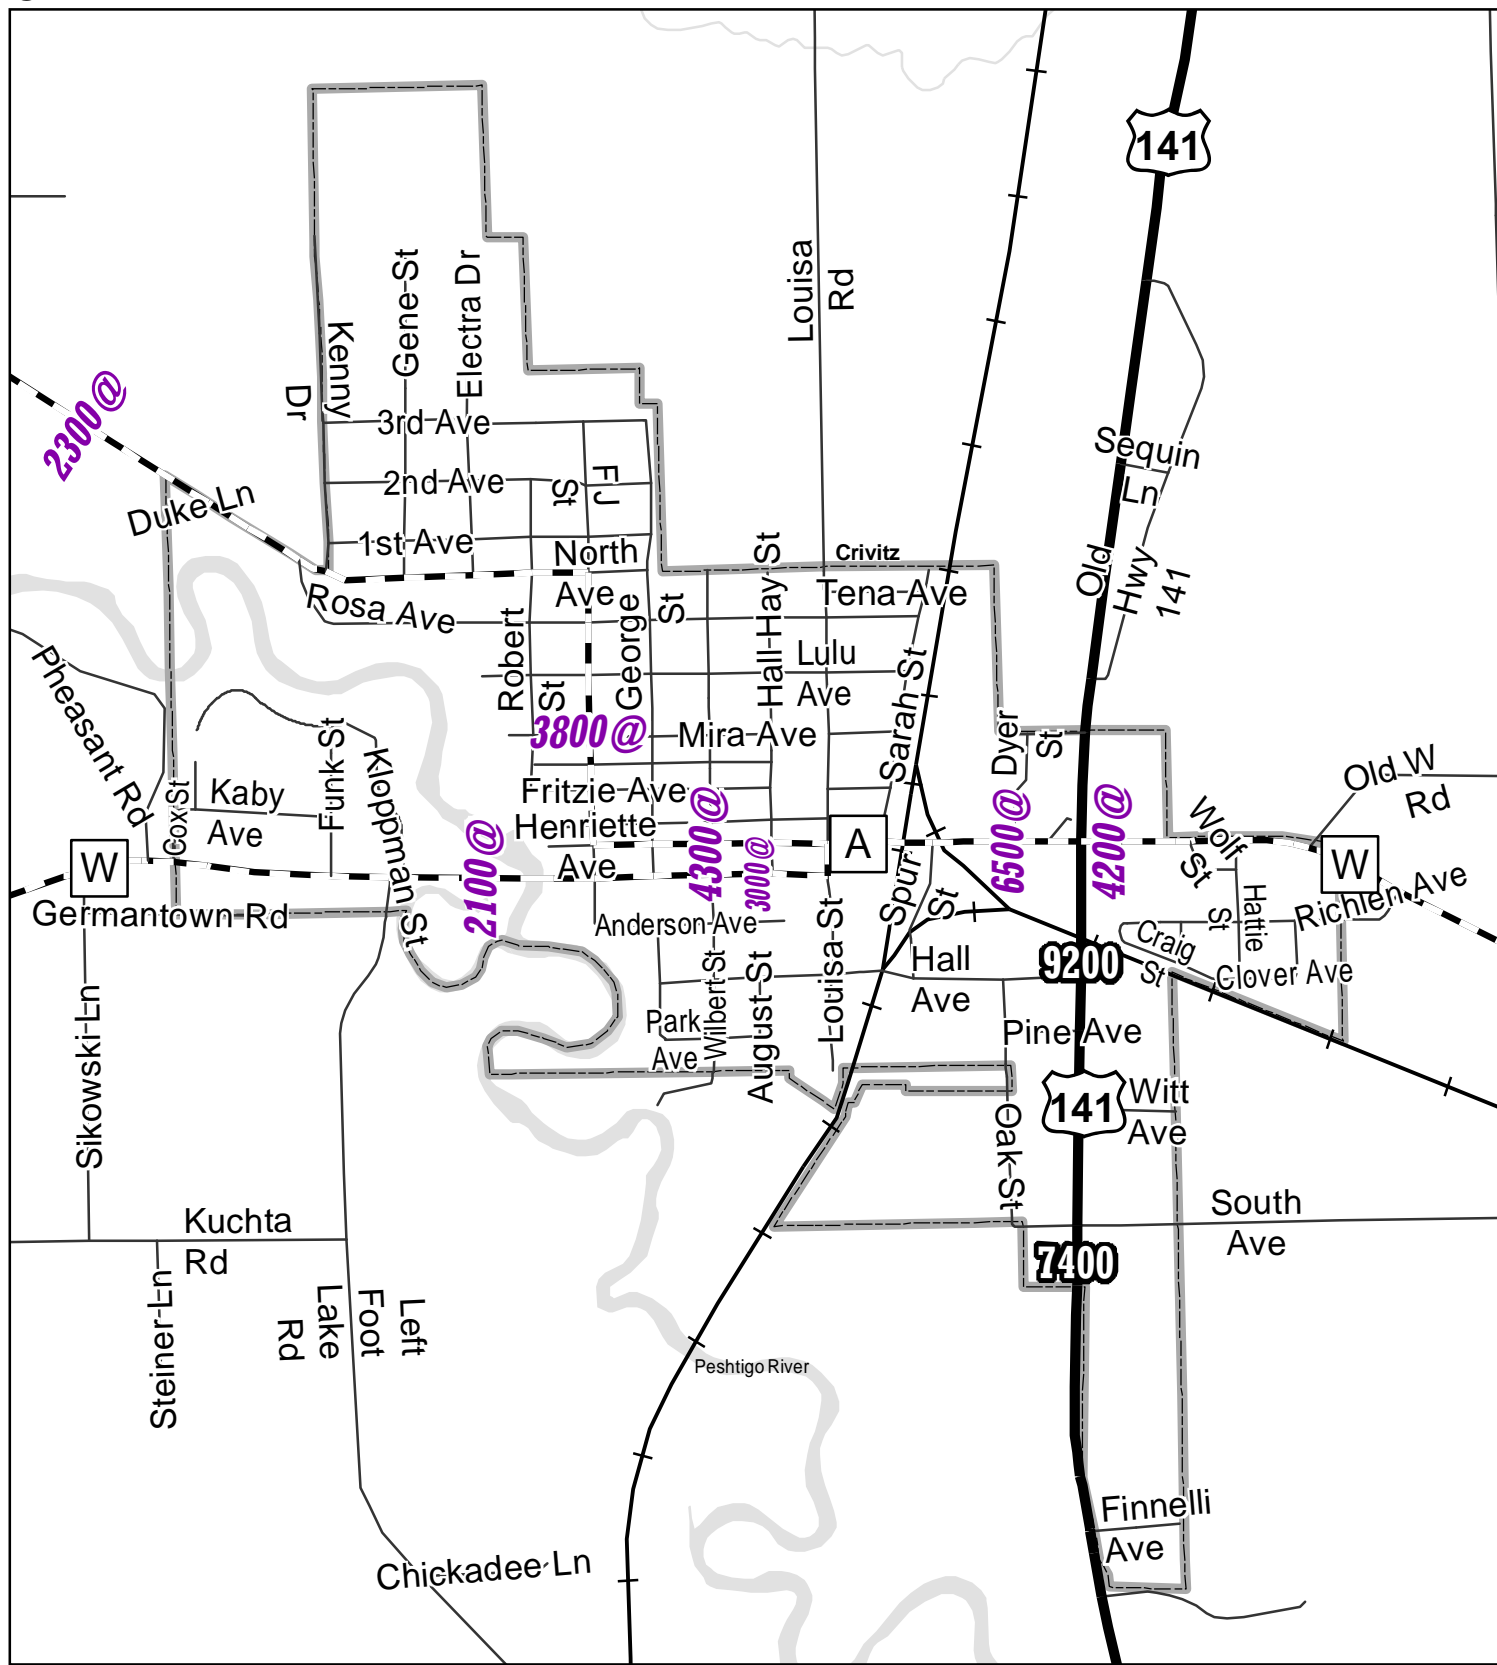 141
Louisa
Rd
Gene St
Electra Dr
Kenny
Dr
2300@
3rd Ave
Sequin
Ln
2nd Ave
FJ
St
Duke Ln
1st Ave
North
Ave
Hall Hay St
Crivitz
Old
Hwy
141
Rosa Ave
Tena Ave
Robert
St
George
St
Lulu
Ave
Pheasant Rd
Sarah St
3800@
Mira Ave
Dyer
St
Funk St
Kloppman St
Cox St
Kaby
Ave
Fritzie Ave
Henriette
Ave
Old W
Rd
Wolf
St
W
2100@
4300@
3000@
A
6500@
4200@
W
Spur
St
Germantown Rd
Anderson Ave
Hattie
St
Richlen Ave
Craig
St
Hall
Ave
9200
Clover Ave
Sikowski Ln
Park
Ave
Wilbert St
August St
Louisa St
Pine Ave
141
Witt
Ave
Oak St
Kuchta
Rd
South
Ave
7400
Steiner Ln
Left
Foot
Lake
Rd
Peshtigo River
Finnelli
Ave
Chickadee Ln